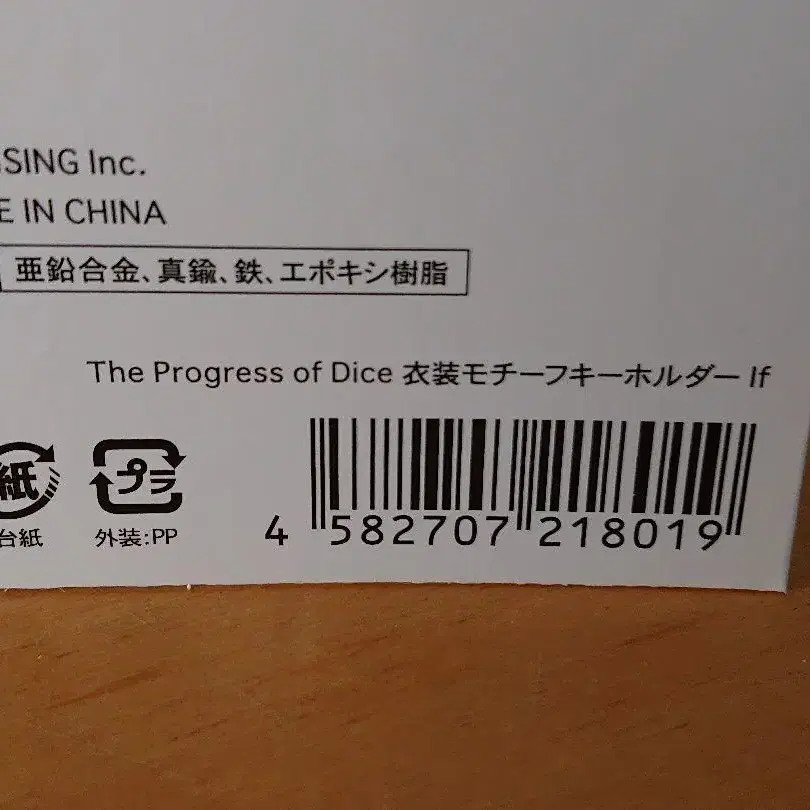 SING Inc.
E IN CHINA
亜鉛合金、真鍮、鉄、エポキシ樹脂
The Progress of Dice 衣装モチーフキーホルダー If
紙
プラ
台紙
外装:PP
4 582707 218019